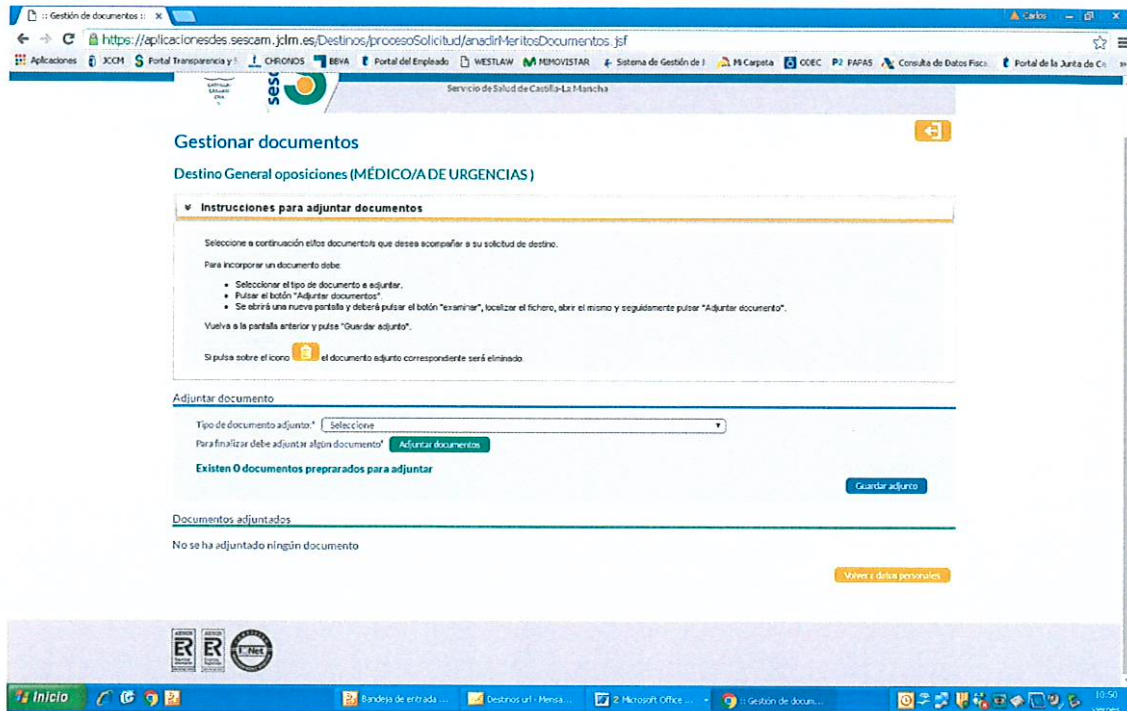 :: Gestión de documentos ::
Carlos
https://aplicacionesdes.sescam.jclm.es/Destinos/procesoSolicitud/anadirMeritosDocumentos.jsf
Aplicaciones JCCM Portal Transparencia y CHRONOS BBVA Portal del Empleado WESTLAW MIMOVISTAR Sistema de Gestión de Mi Carpeta PAPAS Consulta de Datos Fisca Portal de la Junta de Ca
Servicio de Salud de Castilla-La Mancha
Gestionar documentos
Destino General oposiciones (MÉDICO/A DE URGENCIAS )
Instrucciones para adjuntar documentos
Seleccione a continuación el/los documento/s que desea acompañar a su solicitud de destino.
Para incorporar un documento debe:
• Seleccionar el tipo de documento a adjuntar.
• Pulsar el botón "Adjuntar documentos".
• Se abrirá una nueva pantalla y deberá pulsar el botón "examinar", localizar el fichero, abrir el mismo y seguidamente pulsar "Adjuntar documento".
Vuelva a la pantalla anterior y pulse "Guardar adjunto".
Si pulsa sobre el icono el documento adjunto correspondiente será eliminado.
Adjuntar documento
Tipo de documento adjunto:* Seleccione
Para finalizar debe adjuntar algún documento* Adjuntar documentos
Existen 0 documentos preprarados para adjuntar
Guardar adjunto
Documentos adjuntados
No se ha adjuntado ningún documento
Volver a datos personales
ER ER IQNet
Inicio Bandeja de entrada ... Destinos url - Mensa... 2 Microsoft Office ... :: Gestión de docum... 10:50
viernes